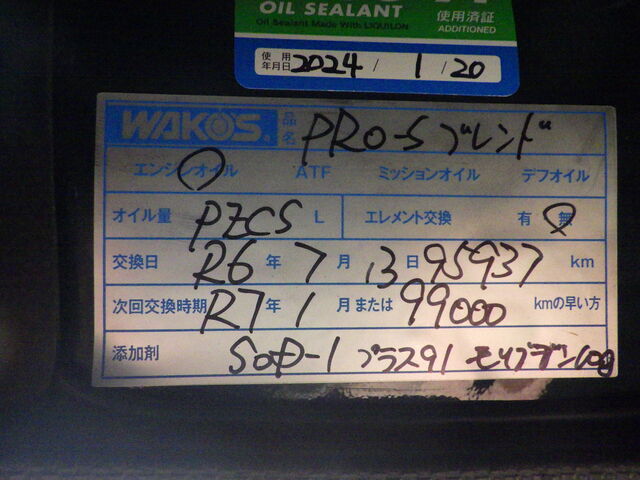 OIL SEALANT 使用済証
Oil Sealant Made With LIQUILON ADDITIONED
使用年月日 2024 / 1 / 20
WAKO'S 品名 PRO-S ブレンド
エンジンオイル ATF ミッションオイル デフオイル
オイル量 PZCS L エレメント交換 有 無
交換日 R6 年 7 月 13 日 95937 km
次回交換時期 R7 年 1 月 または 99000 kmの早い方
添加剤 SOD-1 プラス91 モリブデン